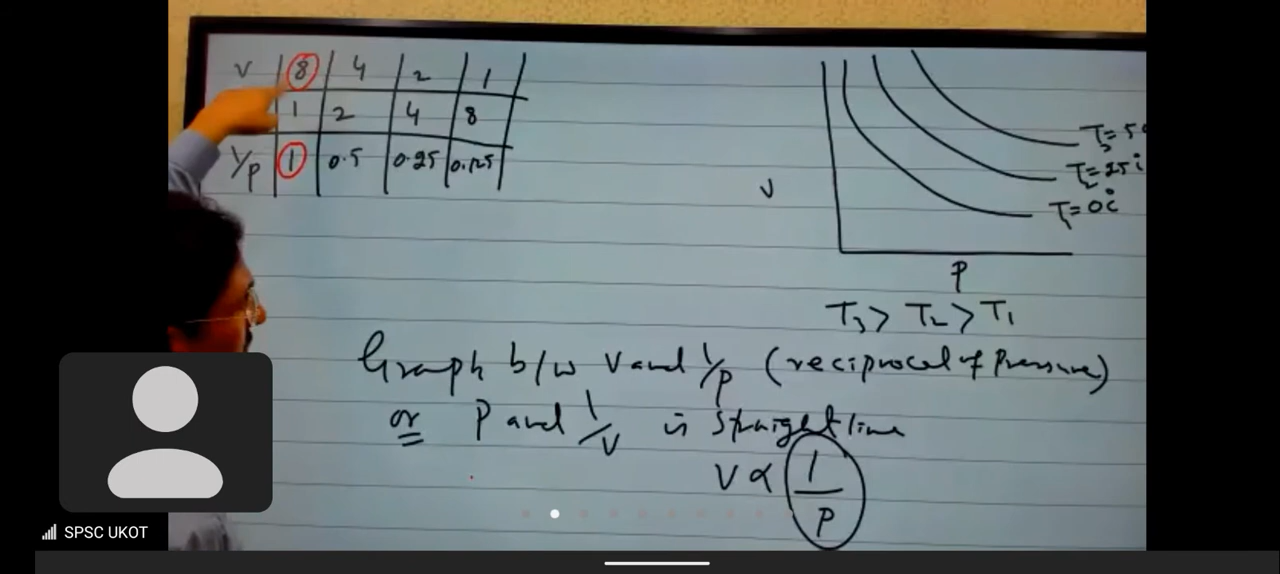 V | 8 | 4 | 2 | 1
1 | 2 | 4 | 8
1/P | 1 | 0.5 | 0.25 | 0.125
T3 = 5
T2 = 25°C
T1 = 0°C
V
P
T3 > T2 > T1
Graph b/w V and 1/P (reciprocal of Pressure)
or P and 1/V is straight line
V ∝ 1/P
SPSC UKOT